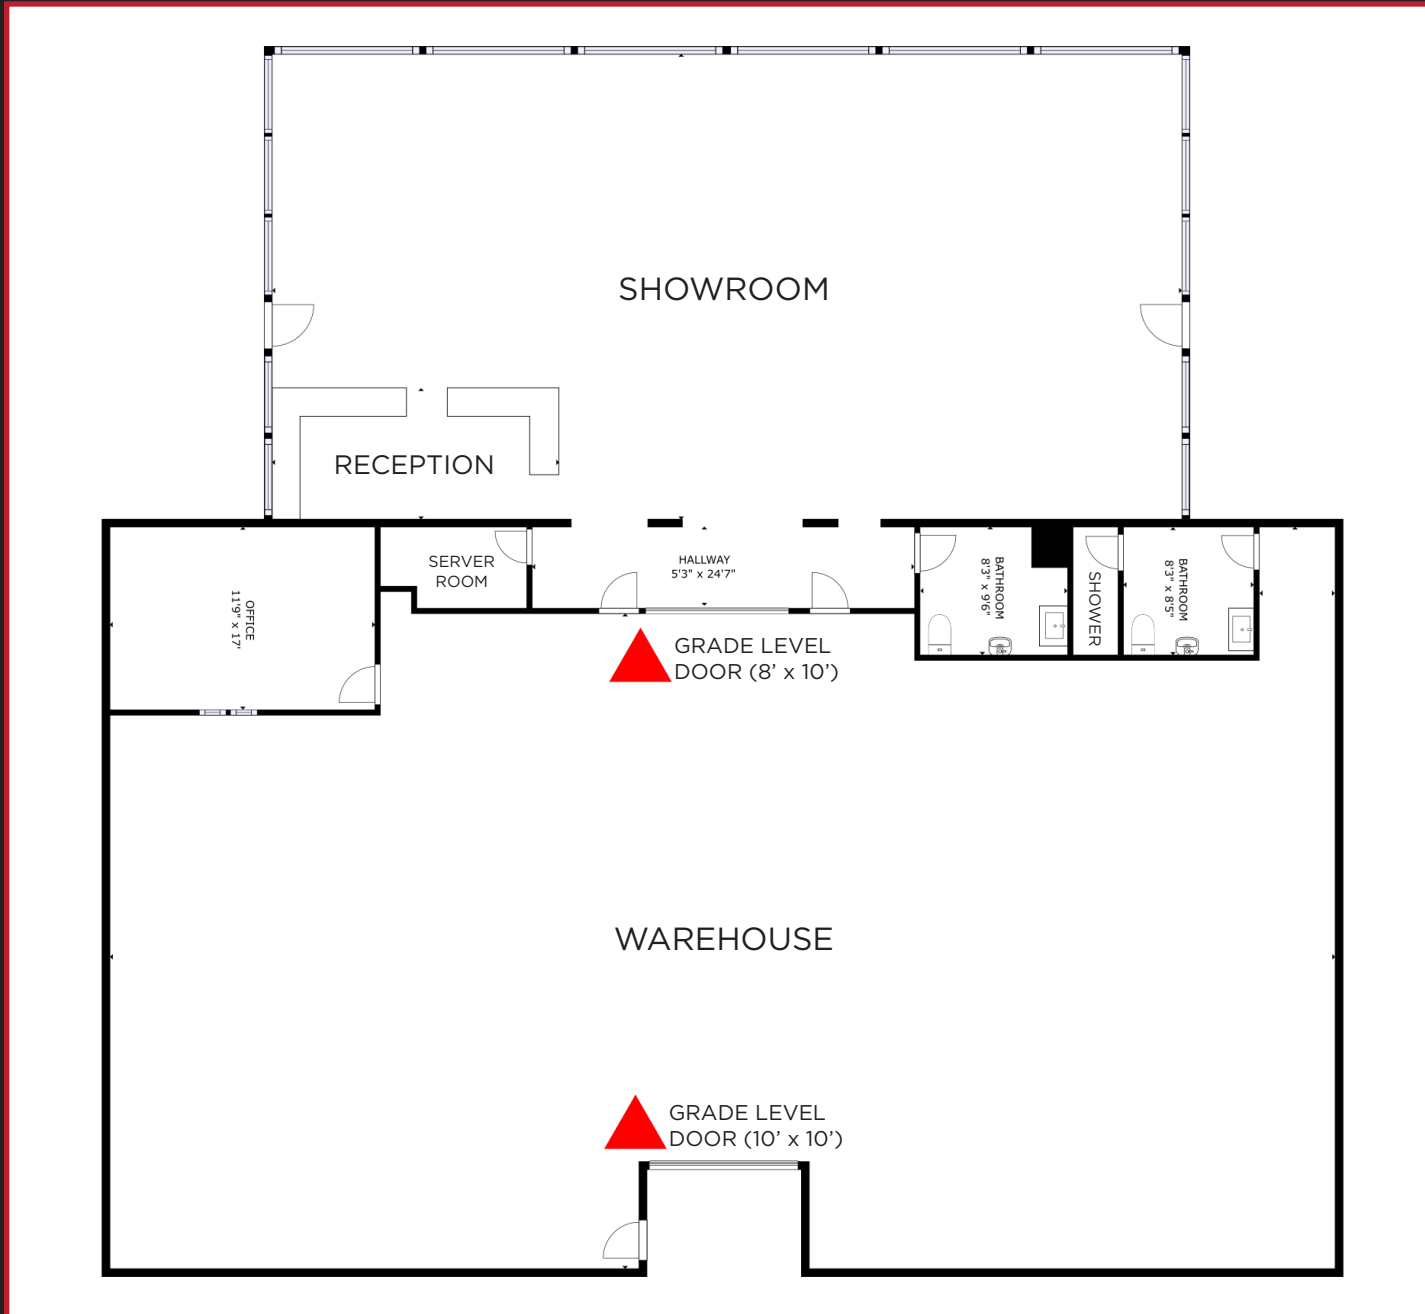 SHOWROOM
RECEPTION
SERVER
ROOM
HALLWAY
5'3" x 24'7"
BATHROOM
8'3" x 9'6"
SHOWER
BATHROOM
8'3" x 8'5"
OFFICE
11'9" x 17'
GRADE LEVEL
DOOR (8’ x 10’)
WAREHOUSE
GRADE LEVEL
DOOR (10’ x 10’)